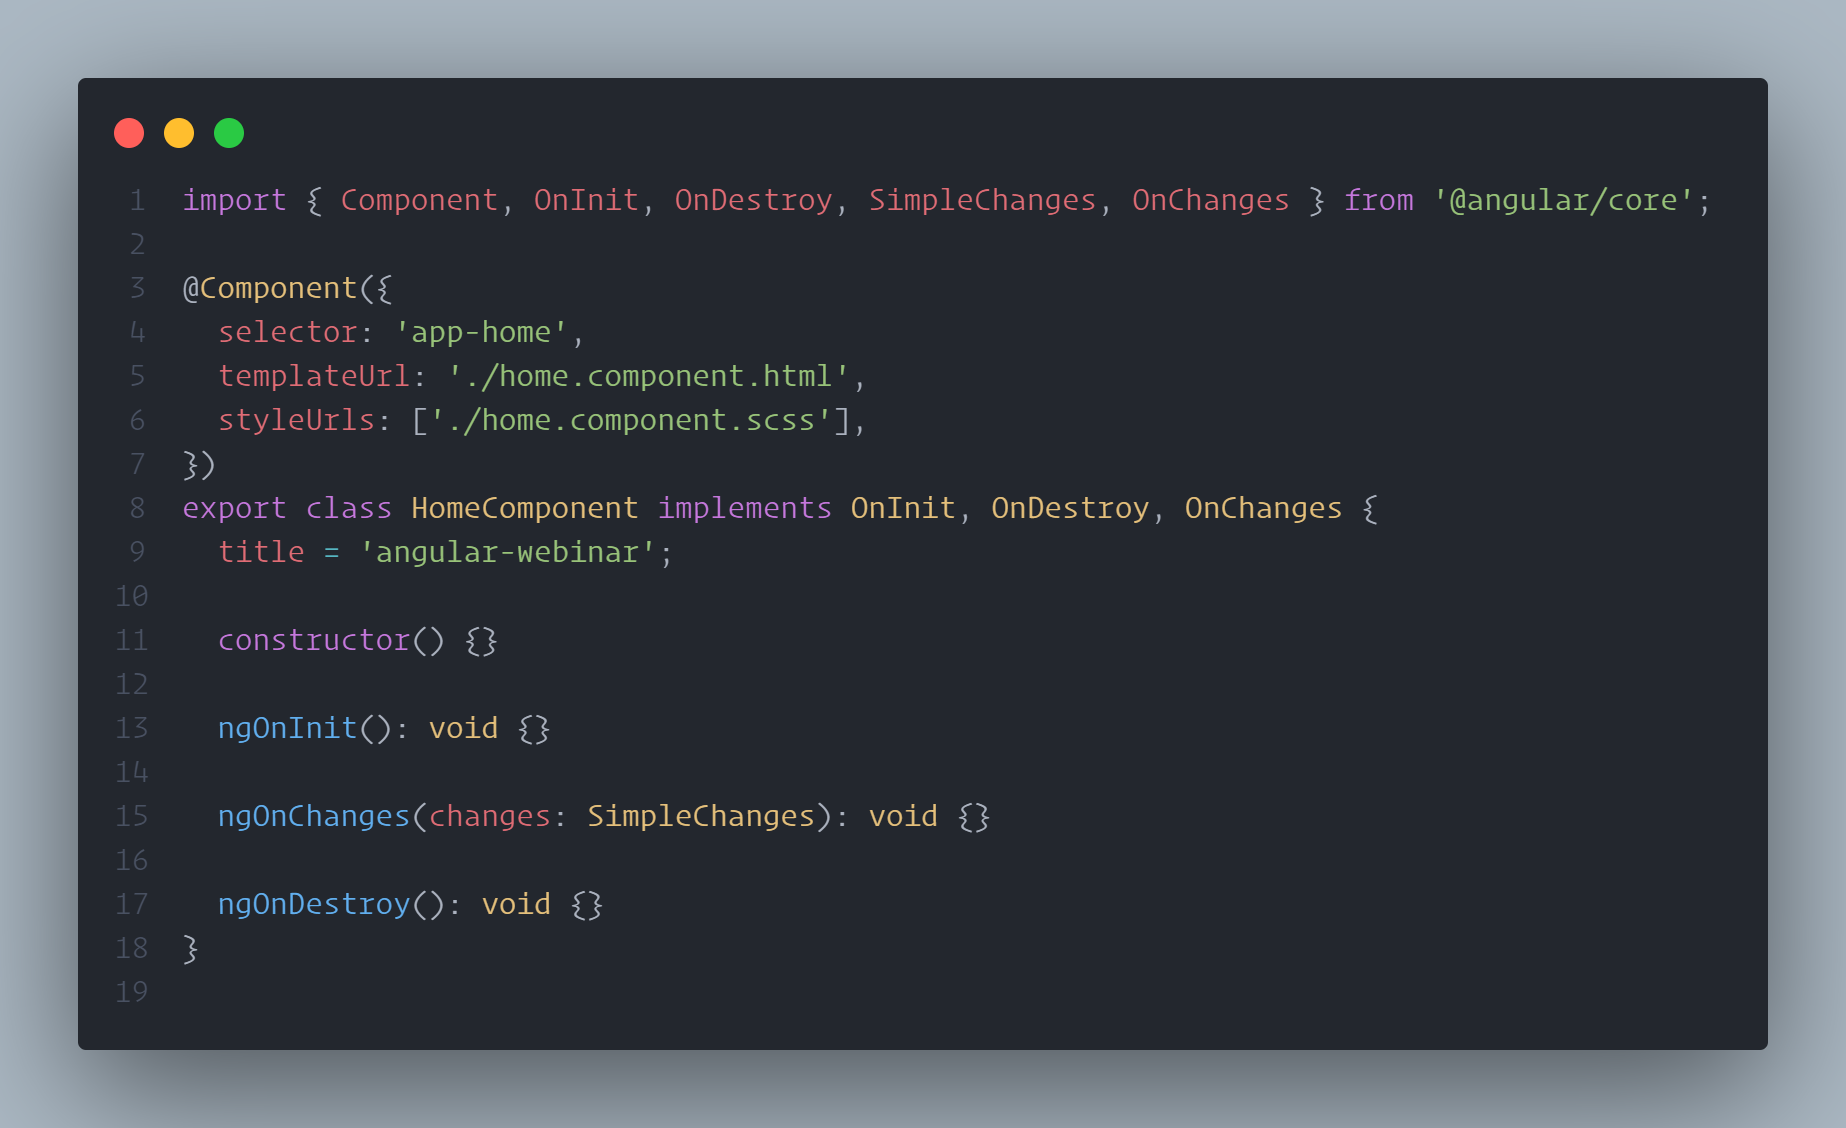 1 import { Component, OnInit, OnDestroy, SimpleChanges, OnChanges } from '@angular/core';
2
3 @Component({
4   selector: 'app-home',
5   templateUrl: './home.component.html',
6   styleUrls: ['./home.component.scss'],
7 })
8 export class HomeComponent implements OnInit, OnDestroy, OnChanges {
9   title = 'angular-webinar';
10
11   constructor() {}
12
13   ngOnInit(): void {}
14
15   ngOnChanges(changes: SimpleChanges): void {}
16
17   ngOnDestroy(): void {}
18 }
19